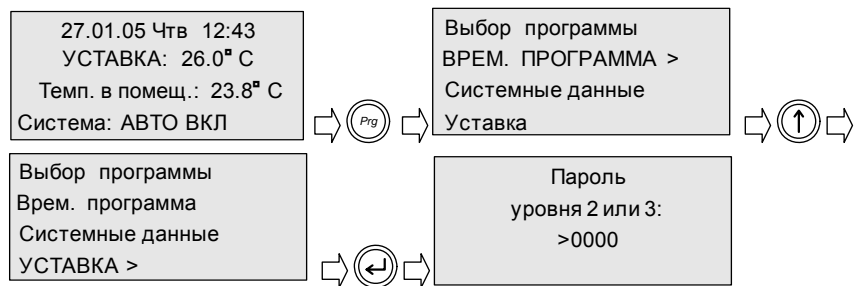 27.01.05 Чтв 12:43
УСТАВКА: 26.0° C
Темп. в помещ.: 23.8° C
Система: АВТО ВКЛ
Prg
Выбор программы
ВРЕМ. ПРОГРАММА >
Системные данные
Уставка
Выбор программы
Врем. программа
Системные данные
УСТАВКА >
Пароль
уровня 2 или 3:
>0000